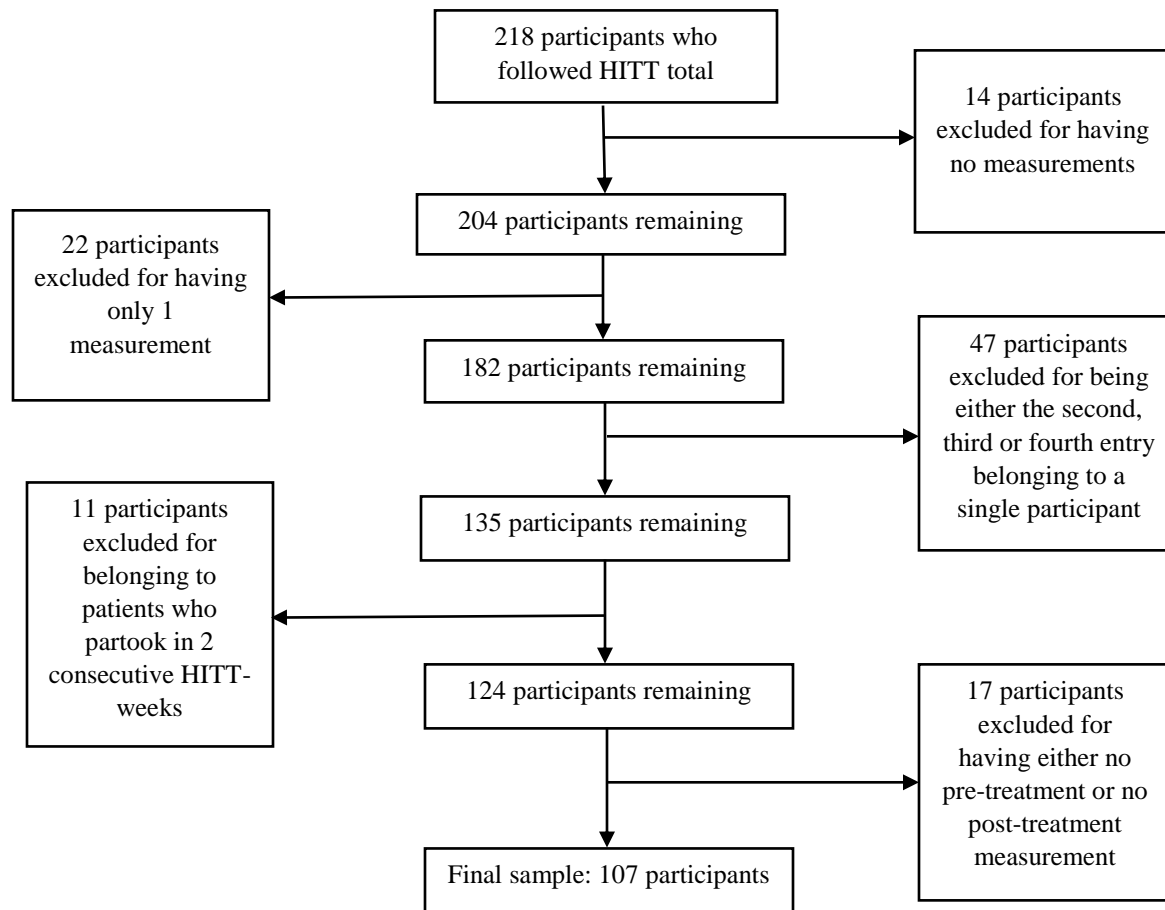 218 participants who
followed HITT total
14 participants
excluded for having
no measurements
204 participants remaining
22 participants
excluded for having
only 1
measurement
182 participants remaining
47 participants
excluded for being
either the second,
third or fourth entry
belonging to a
single participant
135 participants remaining
11 participants
excluded for
belonging to
patients who
partook in 2
consecutive HITT-
weeks
124 participants remaining
17 participants
excluded for
having either no
pre-treatment or no
post-treatment
measurement
Final sample: 107 participants